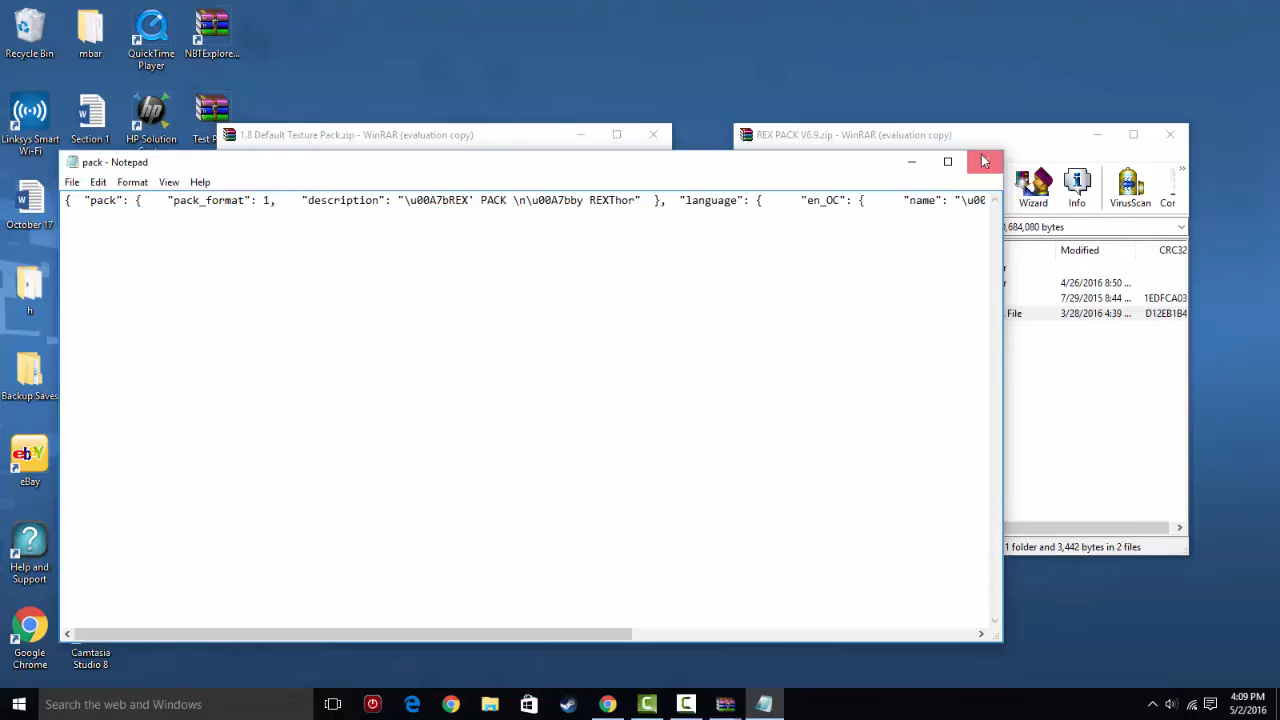 Recycle Bin
mbar
QuickTime
Player
NBTExplore...
Linksys Smart
Wi-Fi
Section 1
HP Solution
Test P
October 17
h
Backup Saves
eBay
Help and
Support
Google
Chrome
Camtasia
Studio 8
1.8 Default Texture Pack.zip - WinRAR (evaluation copy)
REX PACK V6.9.zip - WinRAR (evaluation copy)
pack - Notepad
File Edit Format View Help
{ "pack": { "pack_format": 1, "description": "\u00A7bREX' PACK \n\u00A7bby REXThor" }, "language": { "en_OC": { "name": "\u00
Wizard
Info
VirusScan
Con
,684,080 bytes
Modified
CRC32
4/26/2016 8:50 ...
7/29/2015 8:44 ...
1EDFCA03
File
3/28/2016 4:39 ...
D12EB1B4
1 folder and 3,442 bytes in 2 files
Search the web and Windows
4:09 PM
5/2/2016